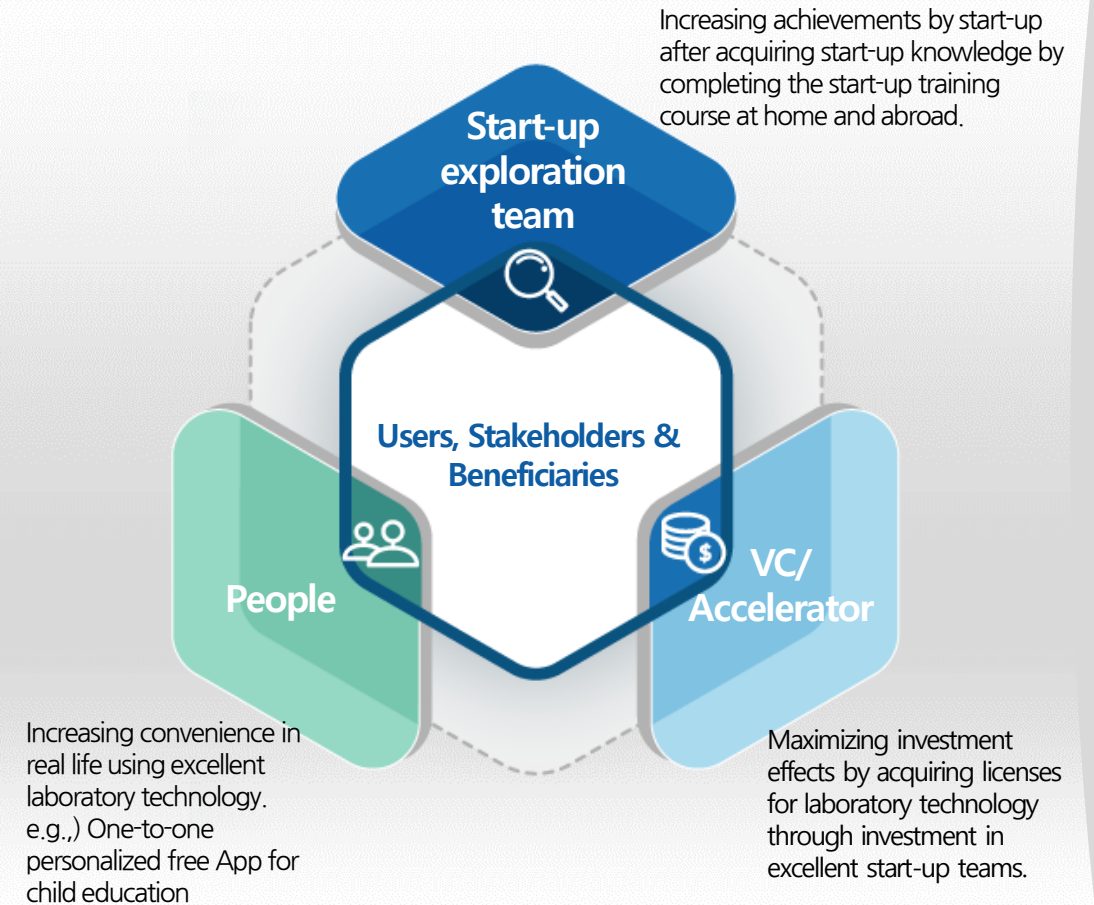 Increasing achievements by start-up
after acquiring start-up knowledge by
completing the start-up training
course at home and abroad.
Start-up
exploration
team
Users, Stakeholders &
Beneficiaries
People
$
VC/
Accelerator
Increasing convenience in
real life using excellent
laboratory technology.
e.g.,) One-to-one
personalized free App for
child education
Maximizing investment
effects by acquiring licenses
for laboratory technology
through investment in
excellent start-up teams.